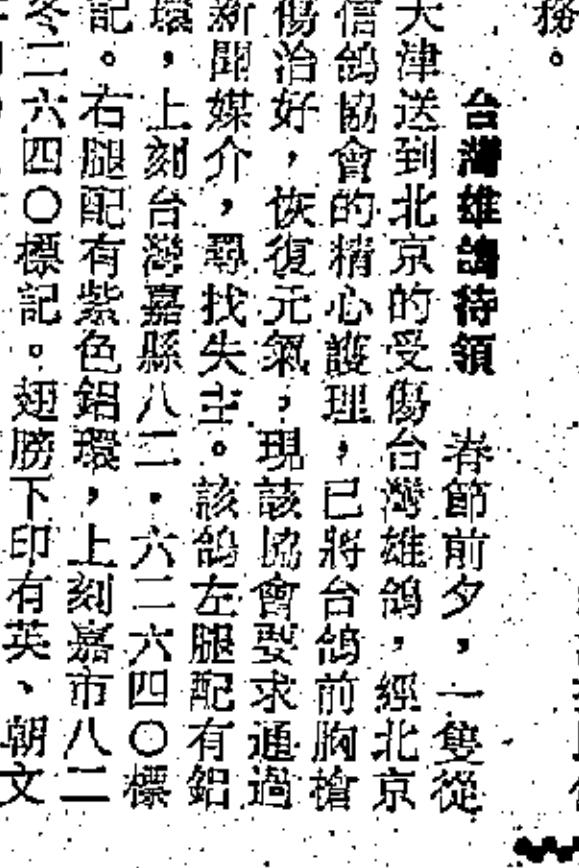 務。
台灣雄鴿待領　春節前夕，一隻從
天津送到北京的受傷台灣雄鴿，經北京
信鴿協會的精心護理，已將台鴿前胸槍
傷治好，恢復元氣，現該協會要求通過
新聞媒介，尋找失主。該鴿左腿配有鋁
環，上刻台灣嘉縣八二．六二六四〇標
記。右腿配有紫色鋁環，上刻嘉市八二
冬二六四〇標記。翅膀下印有英、朝文